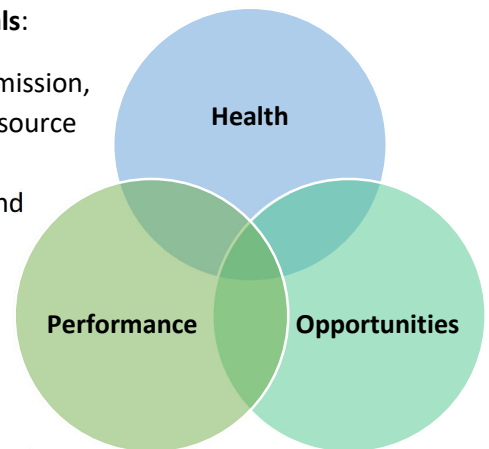 ls:
mission,
source
nd
Health
Performance
Opportunities